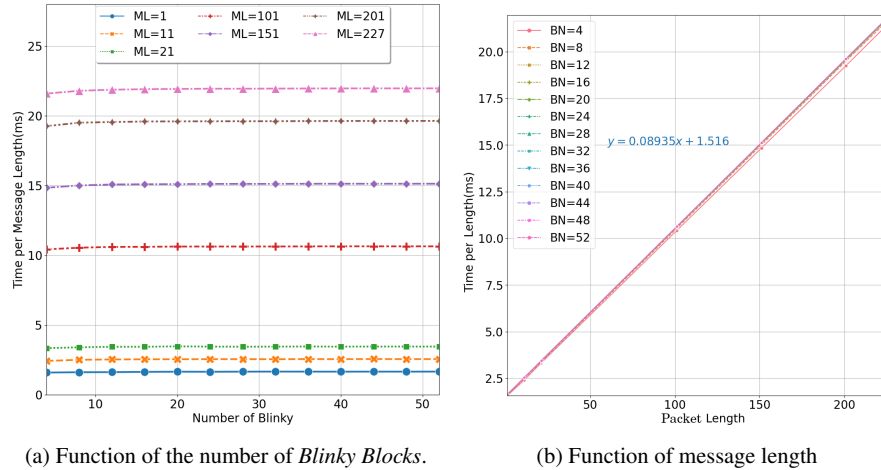 ML=1 ML=101 ML=201
ML=11 ML=151 ML=227
ML=21
Time per Message Length(ms)
25
20
15
10
5
0
10 20 30 40 50
Number of Blinky
(a) Function of the number of Blinky Blocks.
BN=4
BN=8
BN=12
BN=16
BN=20
BN=24
BN=28
BN=32
BN=36
BN=40
BN=44
BN=48
BN=52
y = 0.08935x + 1.516
Time per Length(ms)
20.0
17.5
15.0
12.5
10.0
7.5
5.0
2.5
50 100 150 200
Packet Length
(b) Function of message length